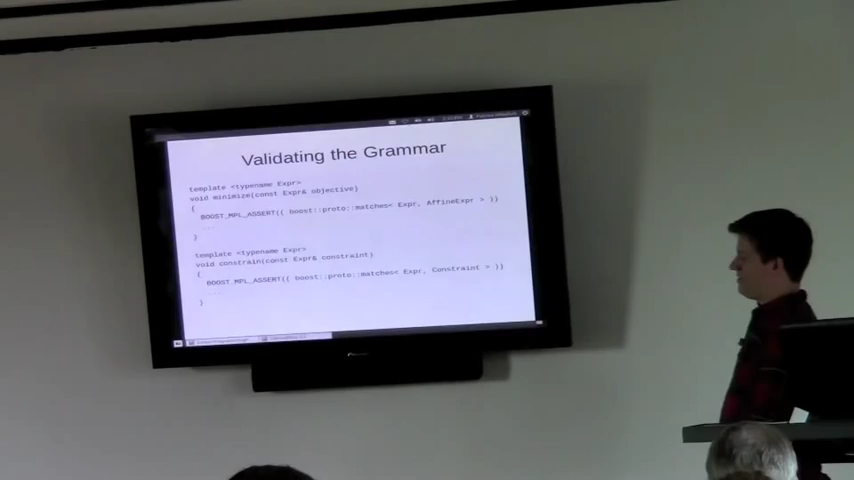 Validating the Grammar
template <typename Expr>
void minimize(const Expr& objective)
{
BOOST_MPL_ASSERT(( boost::proto::matches< Expr, AffineExpr > ))
...
}
template <typename Expr>
void constrain(const Expr& constraint)
{
BOOST_MPL_ASSERT(( boost::proto::matches< Expr, Constraint > ))
...
}